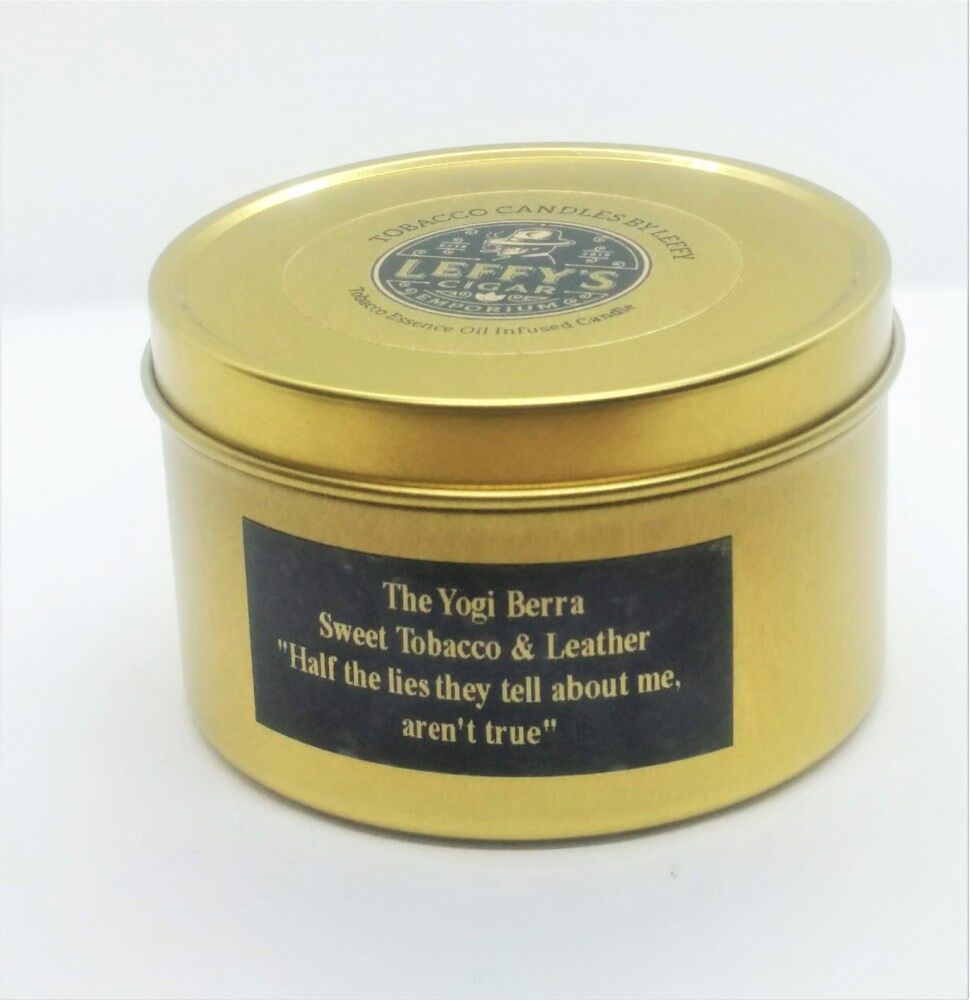 TOBACCO CANDLES BY LEFFY
LEFFY'S
CIGAR
EMPORIUM
Tobacco Essence Oil Infused Candle
The Yogi Berra
Sweet Tobacco & Leather
"Half the lies they tell about me,
aren't true"